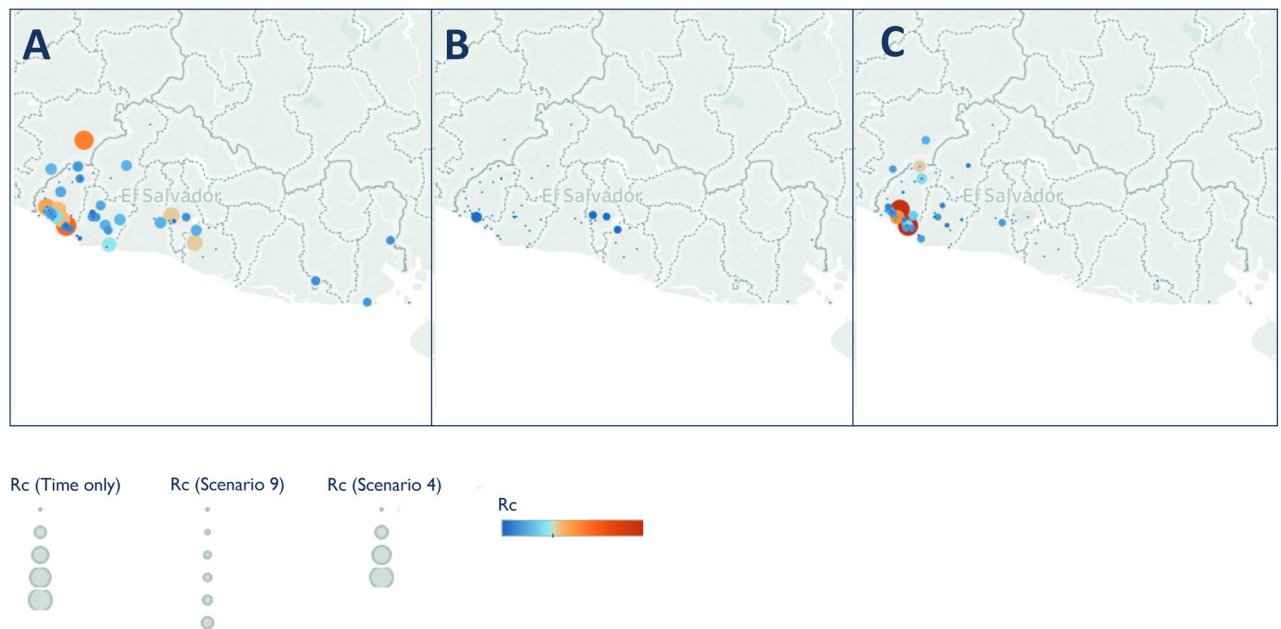 A
B
C
El Salvador
El Salvador
El Salvador
Rc (Time only)
Rc (Scenario 9)
Rc (Scenario 4)
Rc